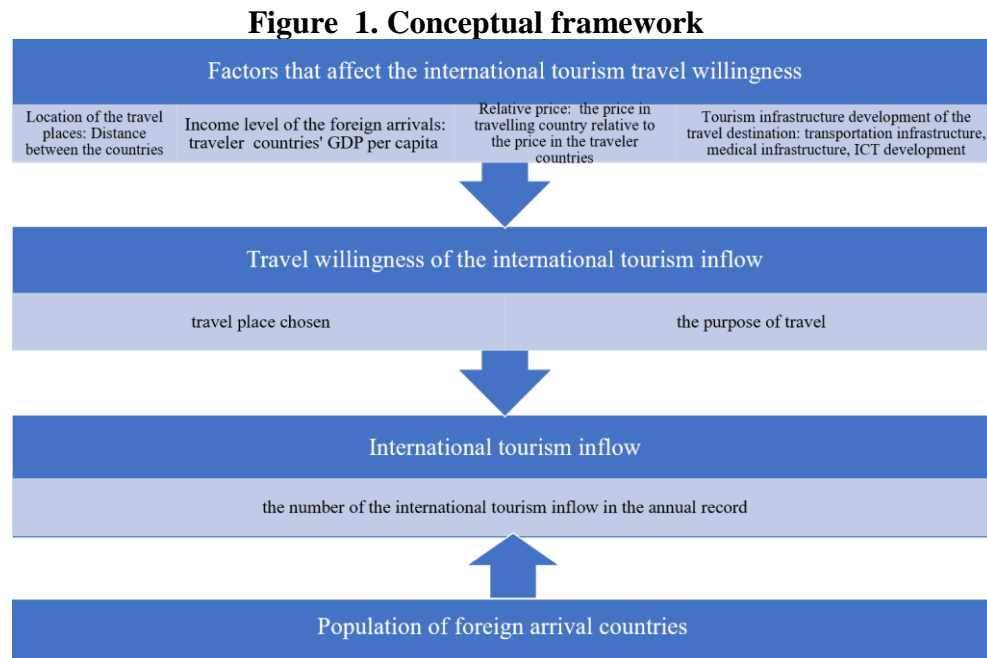 Figure 1. Conceptual framework
Factors that affect the international tourism travel willingness
Location of the travel
places: Distance
between the countries
Income level of the foreign arrivals:
traveler countries' GDP per capita
Relative price: the price in
travelling country relative to
the price in the traveler
countries
Tourism infrastructure development of the
travel destination: transportation infrastructure,
medical infrastructure, ICT development
Travel willingness of the international tourism inflow
travel place chosen
the purpose of travel
International tourism inflow
the number of the international tourism inflow in the annual record
Population of foreign arrival countries